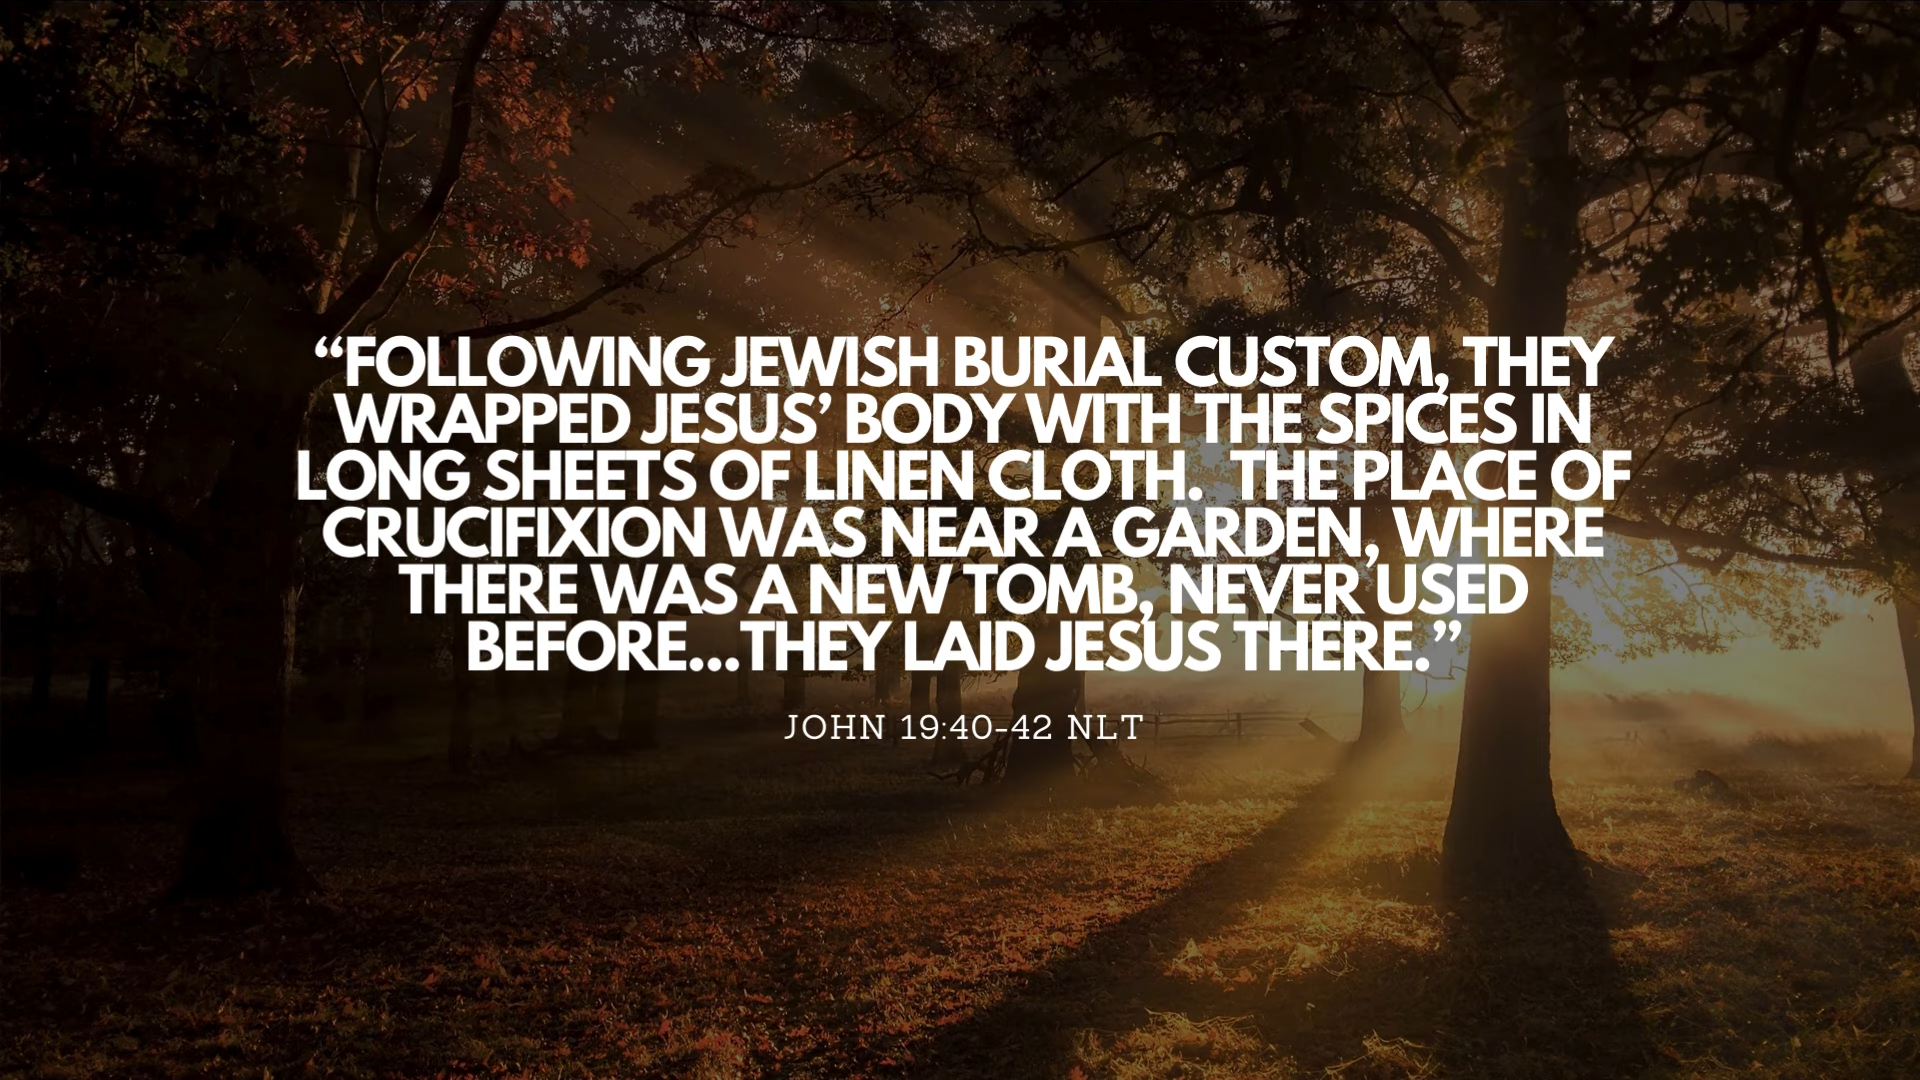 “FOLLOWING JEWISH BURIAL CUSTOM, THEY
WRAPPED JESUS’ BODY WITH THE SPICES IN
LONG SHEETS OF LINEN CLOTH.  THE PLACE OF
CRUCIFIXION WAS NEAR A GARDEN, WHERE
THERE WAS A NEW TOMB, NEVER USED
BEFORE...THEY LAID JESUS THERE.”
JOHN 19:40-42 NLT